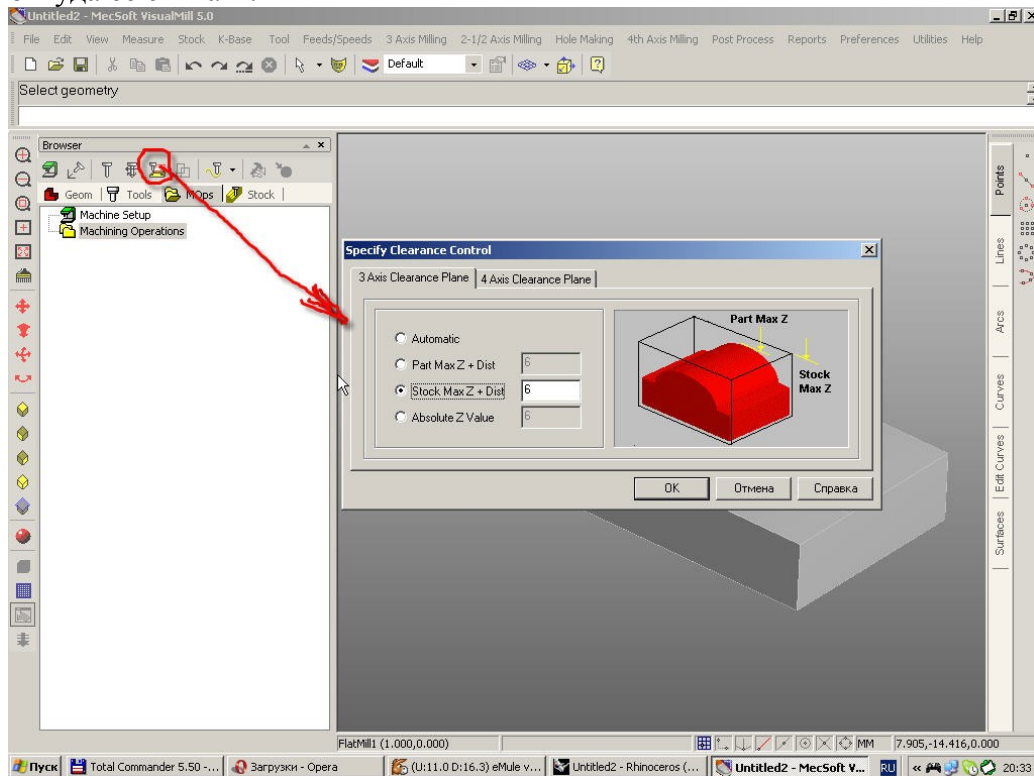 Untitled2 - MecSoft VisualMill 5.0
File Edit View Measure Stock K-Base Tool Feeds/Speeds 3 Axis Milling 2-1/2 Axis Milling Hole Making 4th Axis Milling Post Process Reports Preferences Utilities Help
Default
Select geometry
Browser
Geom Tools MOps Stock
Machine Setup
Machining Operations
Specify Clearance Control
3 Axis Clearance Plane 4 Axis Clearance Plane
Automatic
Part Max Z + Dist 6
Stock Max Z + Dist 6
Absolute Z Value 6
Part Max Z
Stock
Max Z
OK Отмена Справка
Points
Lines
Arcs
Curves
Edit Curves
Surfaces
FlatMill1 (1.000,0.000) MM 7.905,-14.416,0.000
Пуск Total Commander 5.50 -... Загрузки - Opera (U:11.0 D:16.3) eMule v... Untitled2 - Rhinoceros (... Untitled2 - MecSoft V... RU « 20:33